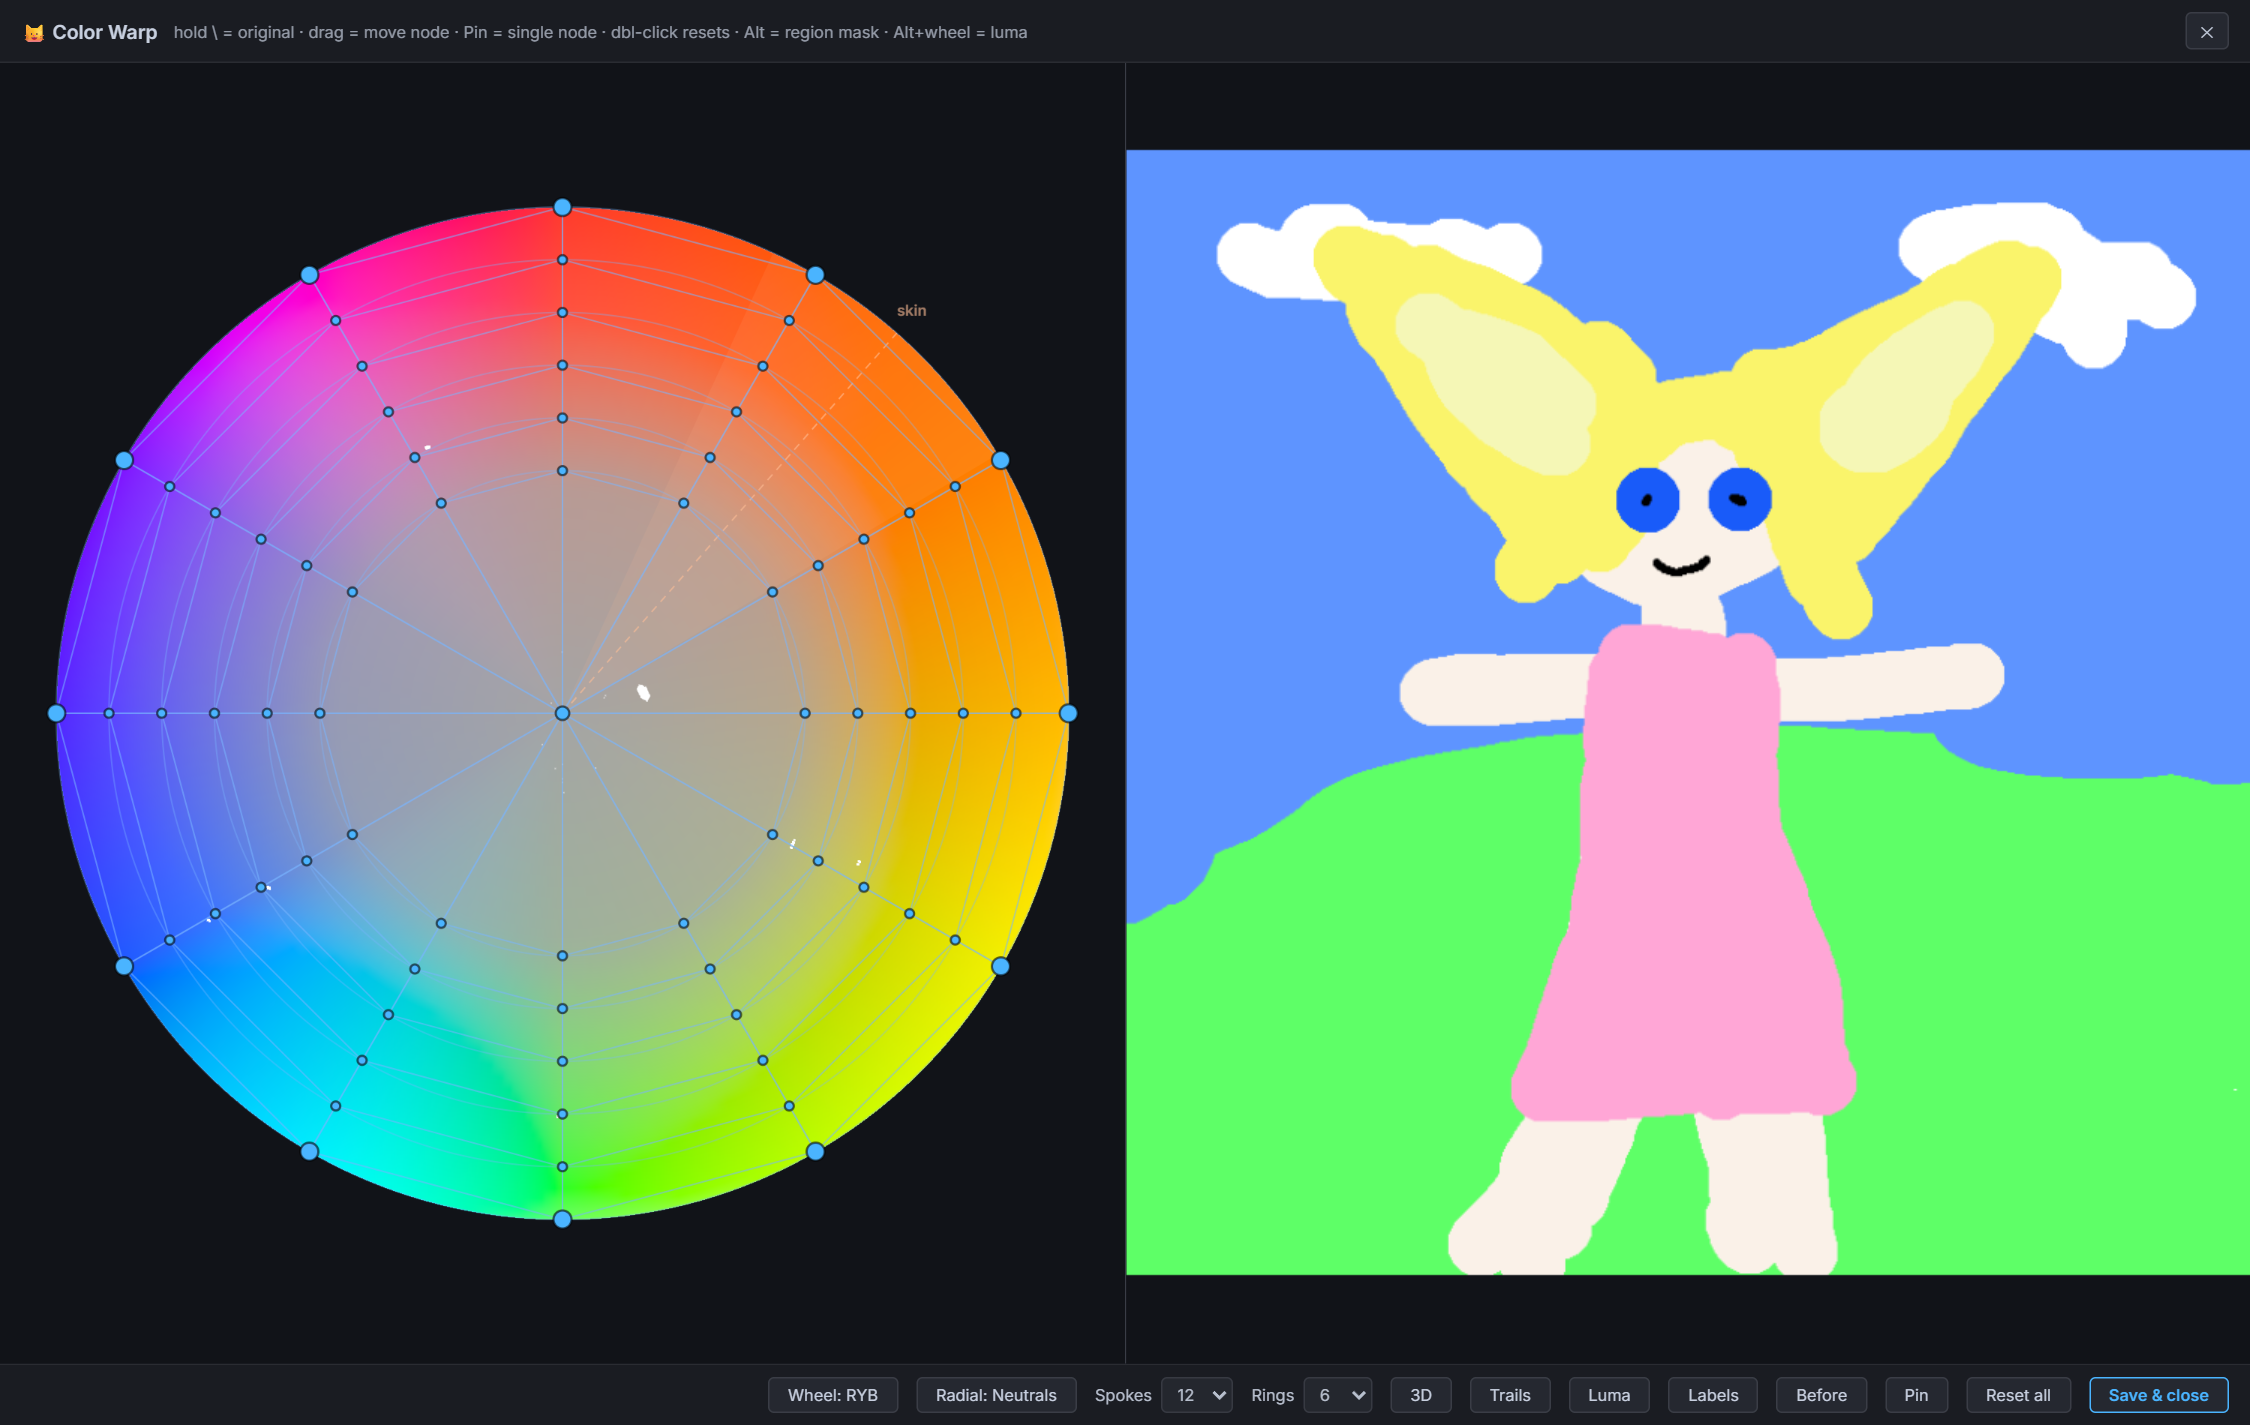 Color Warp hold \ = original · drag = move node · Pin = single node · dbl-click resets · Alt = region mask · Alt+wheel = luma
skin
Wheel: RYB Radial: Neutrals Spokes 12 Rings 6 3D Trails Luma Labels Before Pin Reset all Save & close